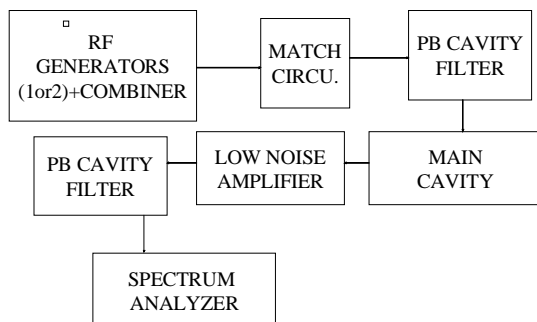 RF
GENERATORS
(1or2)+COMBINER
MATCH
CIRCU.
PB CAVITY
FILTER
MAIN
CAVITY
LOW NOISE
AMPLIFIER
PB CAVITY
FILTER
SPECTRUM
ANALYZER